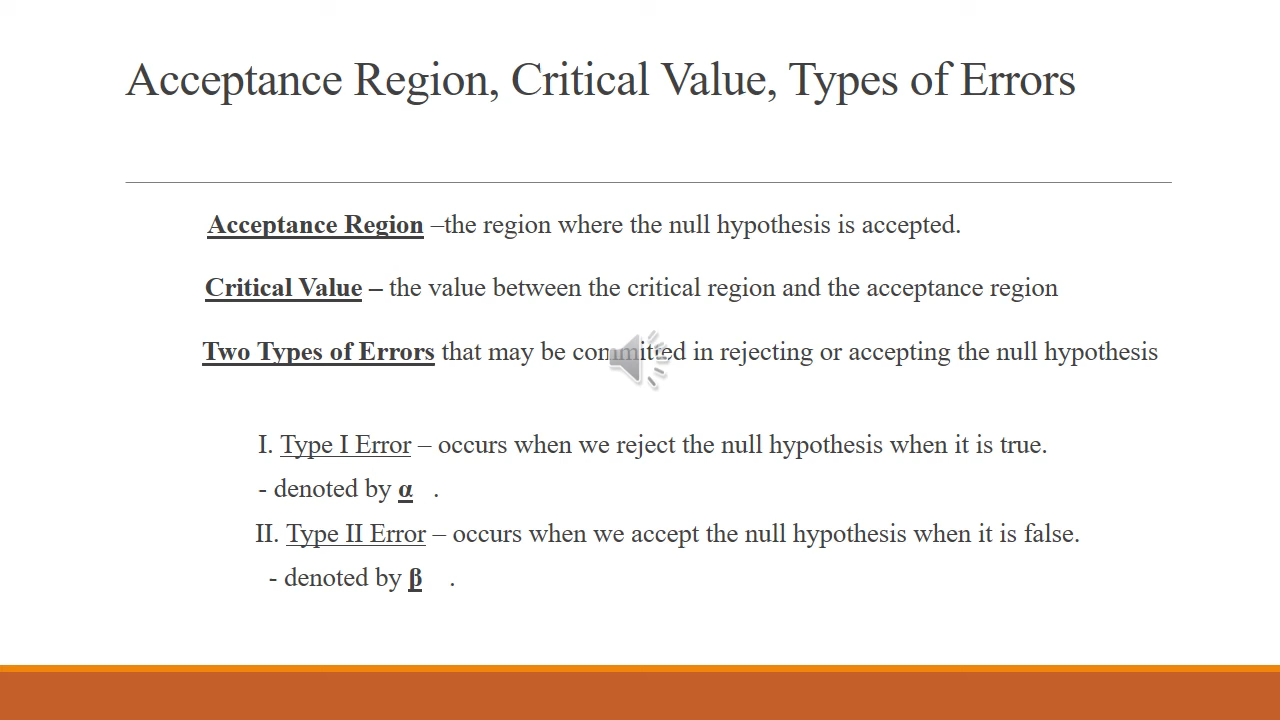 Acceptance Region, Critical Value, Types of Errors
Acceptance Region –the region where the null hypothesis is accepted.
Critical Value – the value between the critical region and the acceptance region
Two Types of Errors that may be committed in rejecting or accepting the null hypothesis
I. Type I Error – occurs when we reject the null hypothesis when it is true.
- denoted by α .
II. Type II Error – occurs when we accept the null hypothesis when it is false.
- denoted by β .